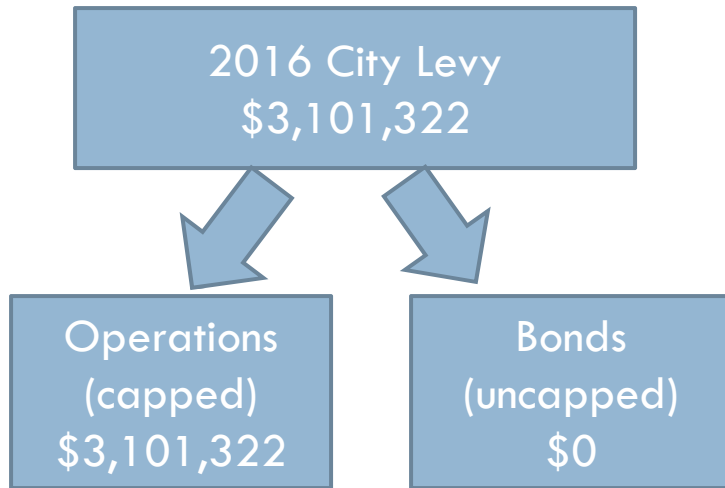 2016 City Levy
$3,101,322
Operations
(capped)
$3,101,322
Bonds
(uncapped)
$0